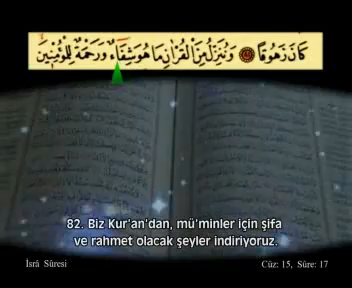 كَانَ زَهُوقًا ۝ وَنُنَزِّلُ مِنَ الْقُرْاٰنِ مَا هُوَ شِفَٓاءٌ وَرَحْمَةٌ لِلْمُؤْمِنٖينَ
82. Biz Kur'an'dan, mü'minler için şifa
ve rahmet olacak şeyler indiriyoruz.
İsrâ Sûresi
Cüz: 15, Sûre: 17